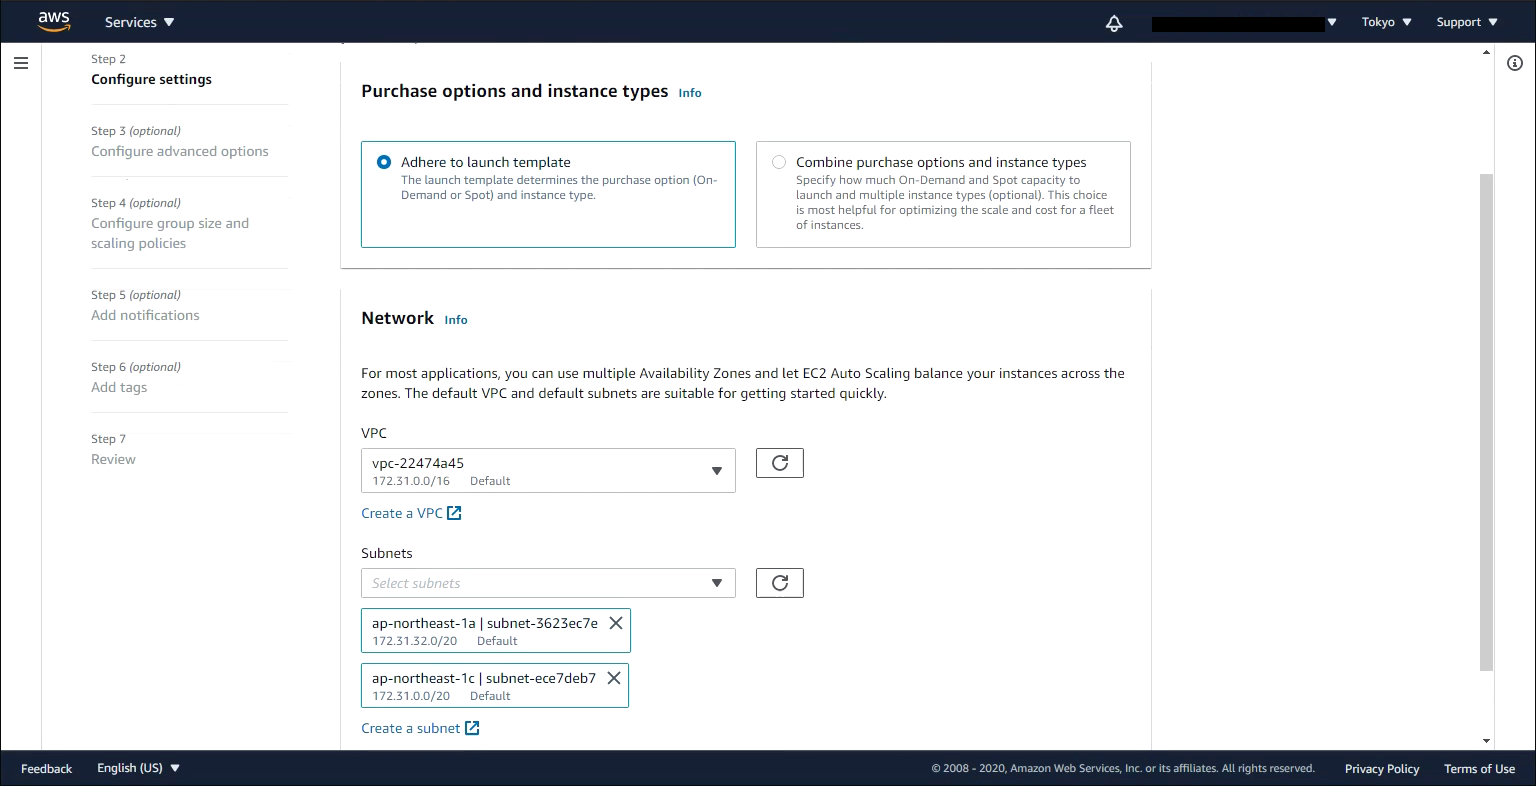 aws
Services
Tokyo
Support
Step 2
Configure settings
Step 3 (optional)
Configure advanced options
Step 4 (optional)
Configure group size and
scaling policies
Step 5 (optional)
Add notifications
Step 6 (optional)
Add tags
Step 7
Review
Purchase options and instance types Info
Adhere to launch template
The launch template determines the purchase option (On-
Demand or Spot) and instance type.
Combine purchase options and instance types
Specify how much On-Demand and Spot capacity to
launch and multiple instance types (optional). This choice
is most helpful for optimizing the scale and cost for a fleet
of instances.
Network Info
For most applications, you can use multiple Availability Zones and let EC2 Auto Scaling balance your instances across the
zones. The default VPC and default subnets are suitable for getting started quickly.
VPC
vpc-22474a45
172.31.0.0/16 Default
Create a VPC
Subnets
Select subnets
ap-northeast-1a | subnet-3623ec7e
172.31.32.0/20 Default
ap-northeast-1c | subnet-ece7deb7
172.31.0.0/20 Default
Create a subnet
Feedback
English (US)
© 2008 - 2020, Amazon Web Services, Inc. or its affiliates. All rights reserved.
Privacy Policy
Terms of Use